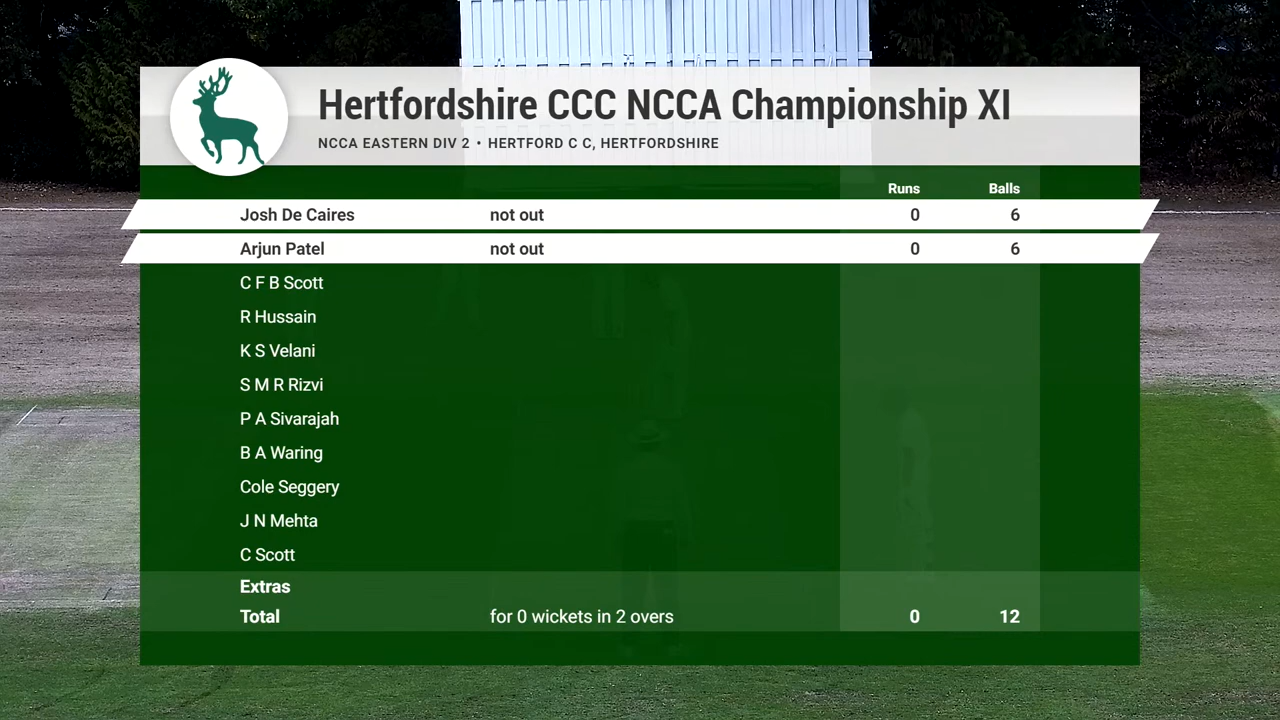 Hertfordshire CCC NCCA Championship XI
NCCA EASTERN DIV 2 • HERTFORD C C, HERTFORDSHIRE
Runs Balls
Josh De Caires not out 0 6
Arjun Patel not out 0 6
C F B Scott
R Hussain
K S Velani
S M R Rizvi
P A Sivarajah
B A Waring
Cole Seggery
J N Mehta
C Scott
Extras
Total for 0 wickets in 2 overs 0 12